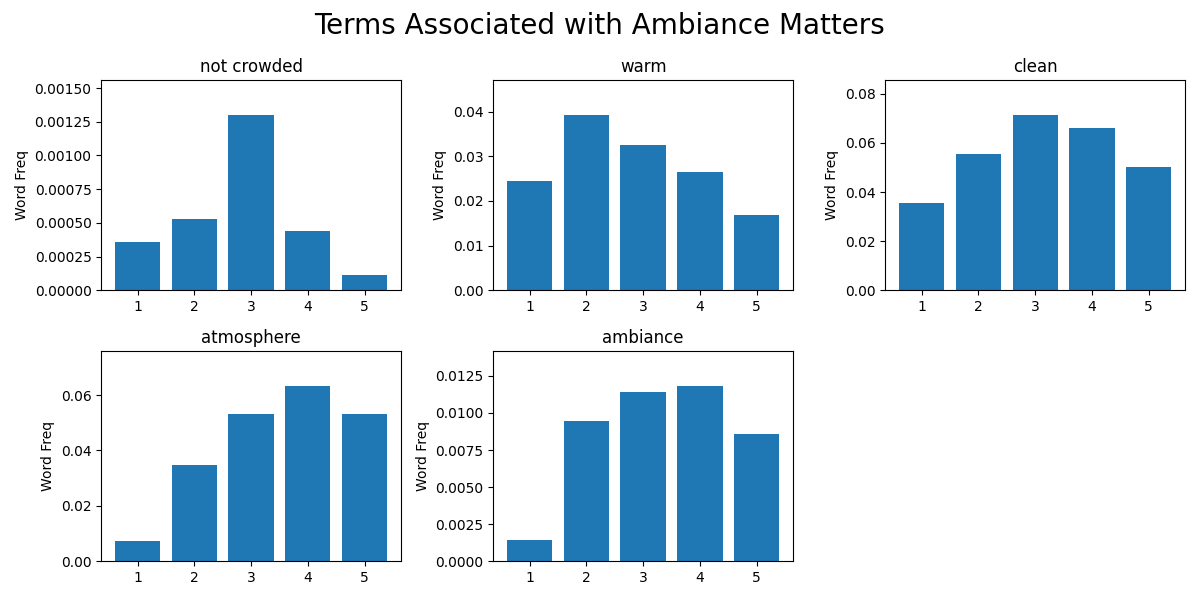 Terms Associated with Ambiance Matters
not crowded
Word Freq
0.00150
0.00125
0.00100
0.00075
0.00050
0.00025
0.00000
1 2 3 4 5
warm
Word Freq
0.04
0.03
0.02
0.01
0.00
1 2 3 4 5
clean
Word Freq
0.08
0.06
0.04
0.02
0.00
1 2 3 4 5
atmosphere
Word Freq
0.06
0.04
0.02
0.00
1 2 3 4 5
ambiance
Word Freq
0.0125
0.0100
0.0075
0.0050
0.0025
0.0000
1 2 3 4 5